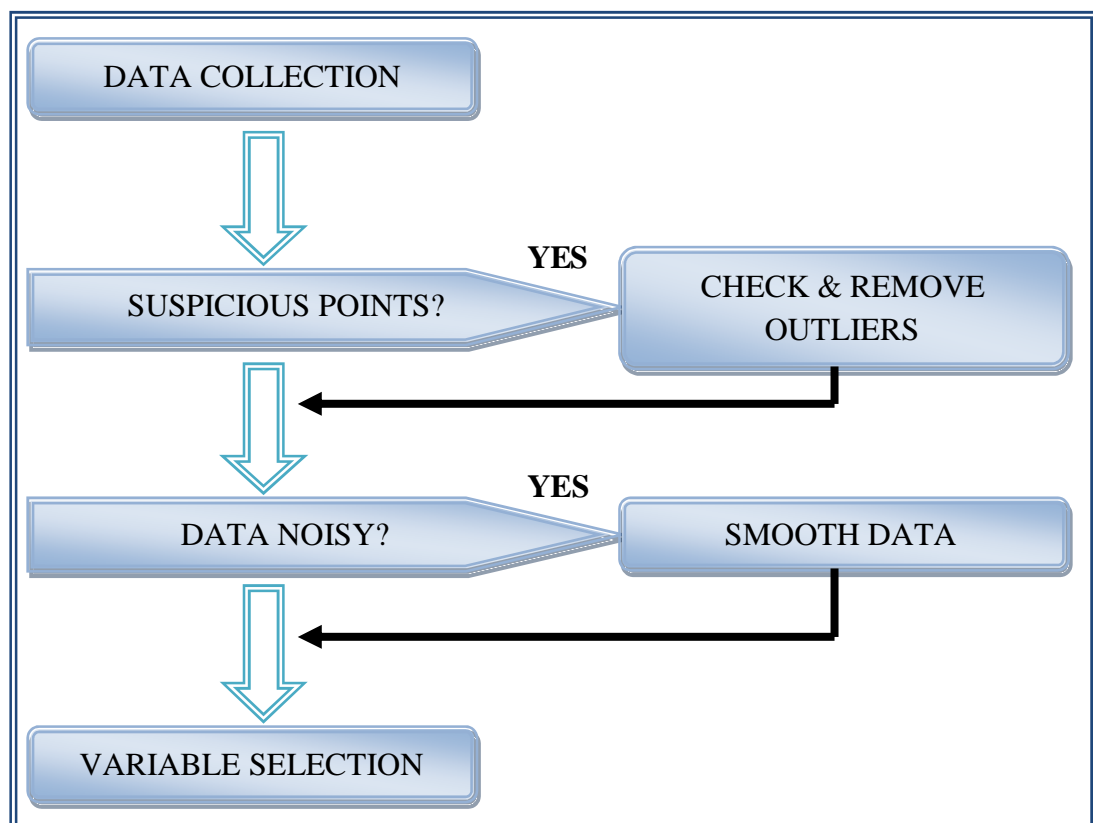 DATA COLLECTION
YES
SUSPICIOUS POINTS?
CHECK & REMOVE
OUTLIERS
YES
DATA NOISY?
SMOOTH DATA
VARIABLE SELECTION